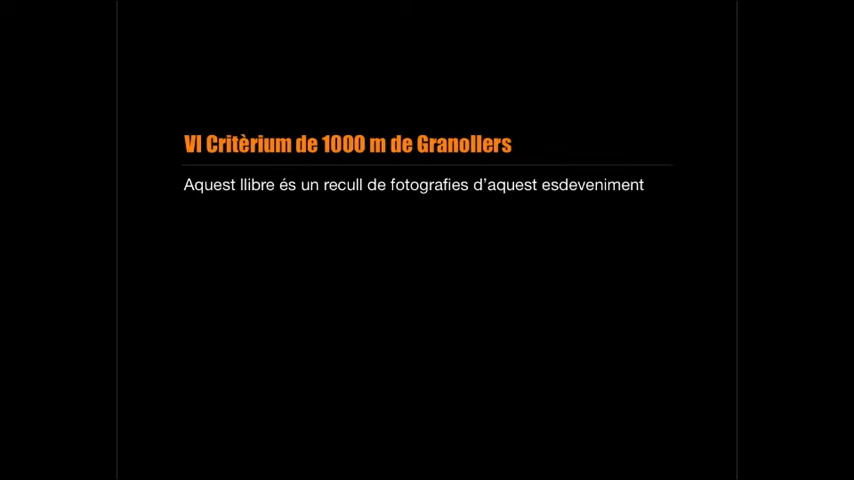 VI Critèrium de 1000 m de Granollers
Aquest llibre és un recull de fotografies d’aquest esdeveniment